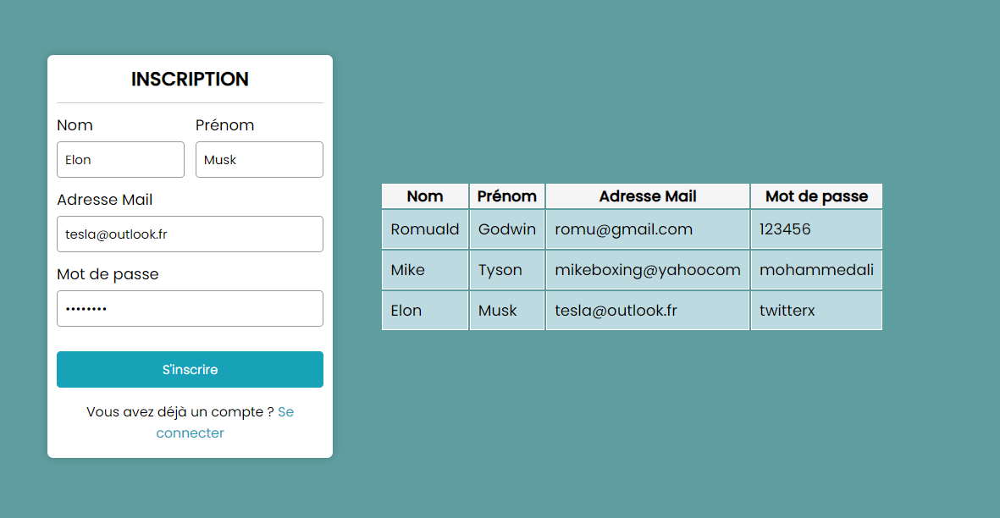 INSCRIPTION
Nom Prénom
Elon Musk
Adresse Mail
tesla@outlook.fr
Mot de passe
••••••••
S'inscrire
Vous avez déjà un compte ? Se
connecter
Nom Prénom Adresse Mail Mot de passe
Romuald Godwin romu@gmail.com 123456
Mike Tyson mikeboxing@yahoocom mohammedali
Elon Musk tesla@outlook.fr twitterx